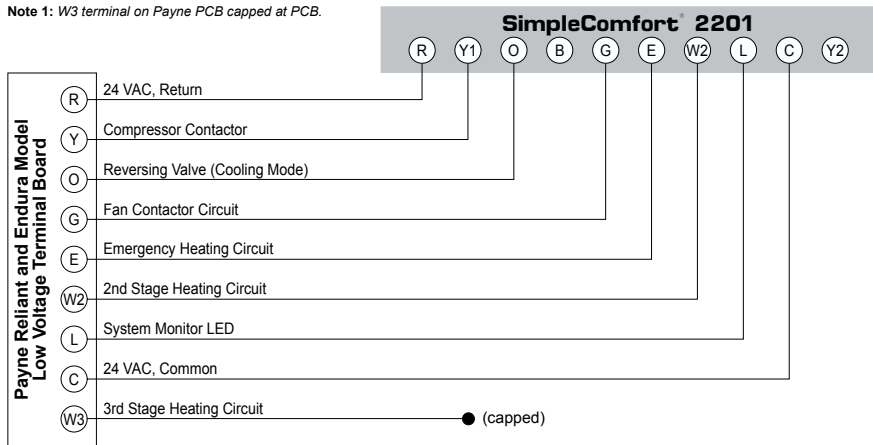 Note 1: W3 terminal on Payne PCB capped at PCB.
SimpleComfort® 2201
R Y1 O B G E W2 L C Y2
Payne Reliant and Endura Model
Low Voltage Terminal Board
R 24 VAC, Return
Y Compressor Contactor
O Reversing Valve (Cooling Mode)
G Fan Contactor Circuit
E Emergency Heating Circuit
W2 2nd Stage Heating Circuit
L System Monitor LED
C 24 VAC, Common
W3 3rd Stage Heating Circuit (capped)